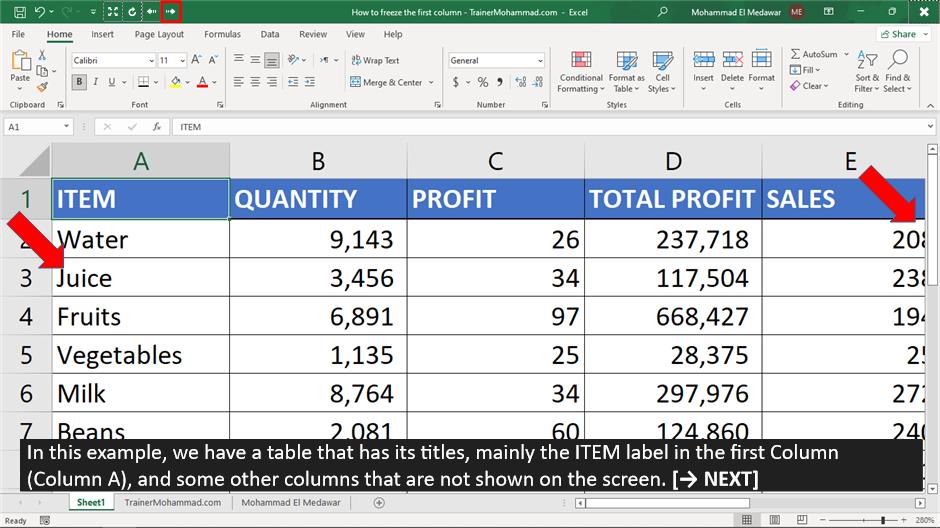 How to freeze the first column - TrainerMohammad.com - Excel
Mohammad El Medawar ME
File Home Insert Page Layout Formulas Data Review View Help Share
Paste
Calibri 11
General
Wrap Text
Merge & Center
Conditional Formatting
Format as Table
Cell Styles
Insert Delete Format
AutoSum
Fill
Clear
Sort & Filter
Find & Select
Clipboard Font Alignment Number Styles Cells Editing
A1 fx ITEM
A B C D E
1 ITEM QUANTITY PROFIT TOTAL PROFIT SALES
2 Water 9,143 26 237,718 208
3 Juice 3,456 34 117,504 238
4 Fruits 6,891 97 668,427 194
5 Vegetables 1,135 25 28,375 25
6 Milk 8,764 34 297,976 272
7 Beans 2,081 60 124,860 240
In this example, we have a table that has its titles, mainly the ITEM label in the first Column
(Column A), and some other columns that are not shown on the screen. [→ NEXT]
Sheet1 TrainerMohammad.com Mohammad El Medawar
Ready 280%